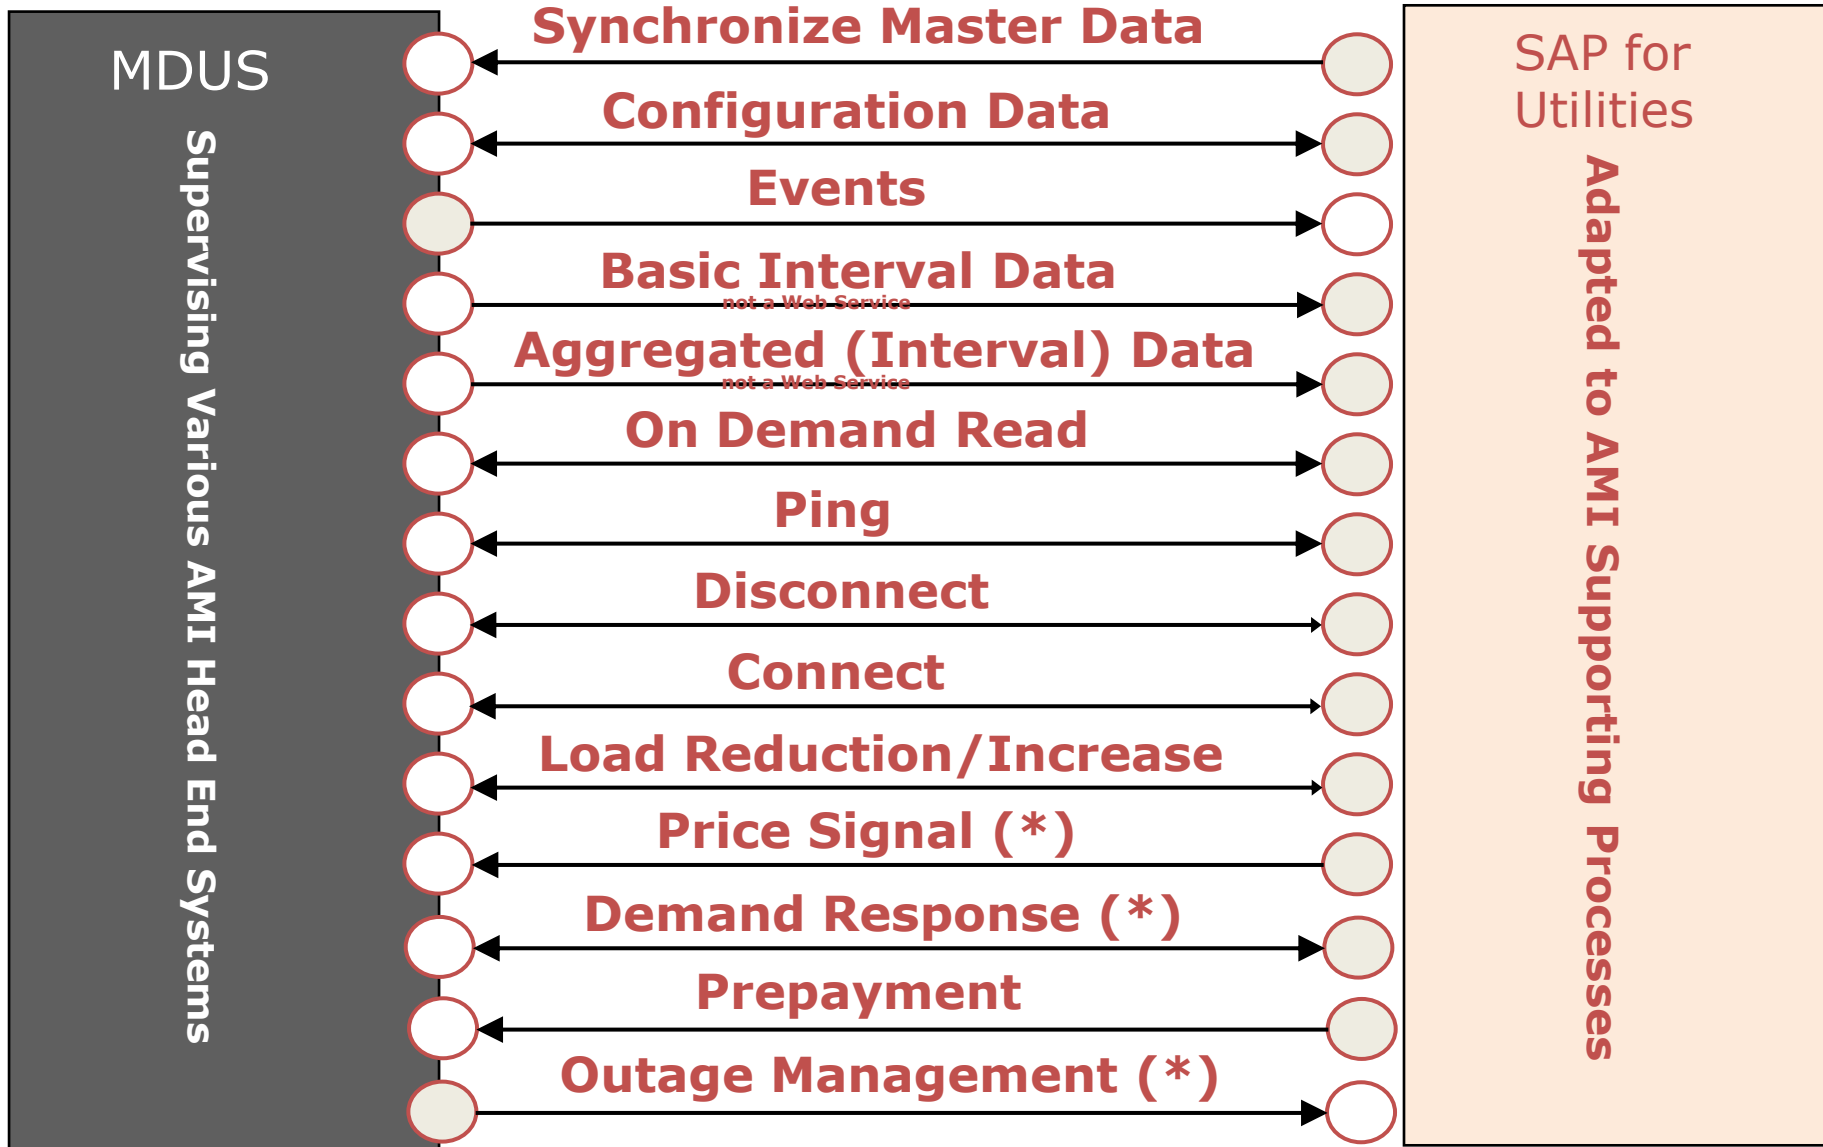 MDUS
Supervising Various AMI Head End Systems
Synchronize Master Data
Configuration Data
Events
Basic Interval Data
not a Web Service
Aggregated (Interval) Data
not a Web Service
On Demand Read
Ping
Disconnect
Connect
Load Reduction/Increase
Price Signal (*)
Demand Response (*)
Prepayment
Outage Management (*)
SAP for
Utilities
Adapted to AMI Supporting Processes